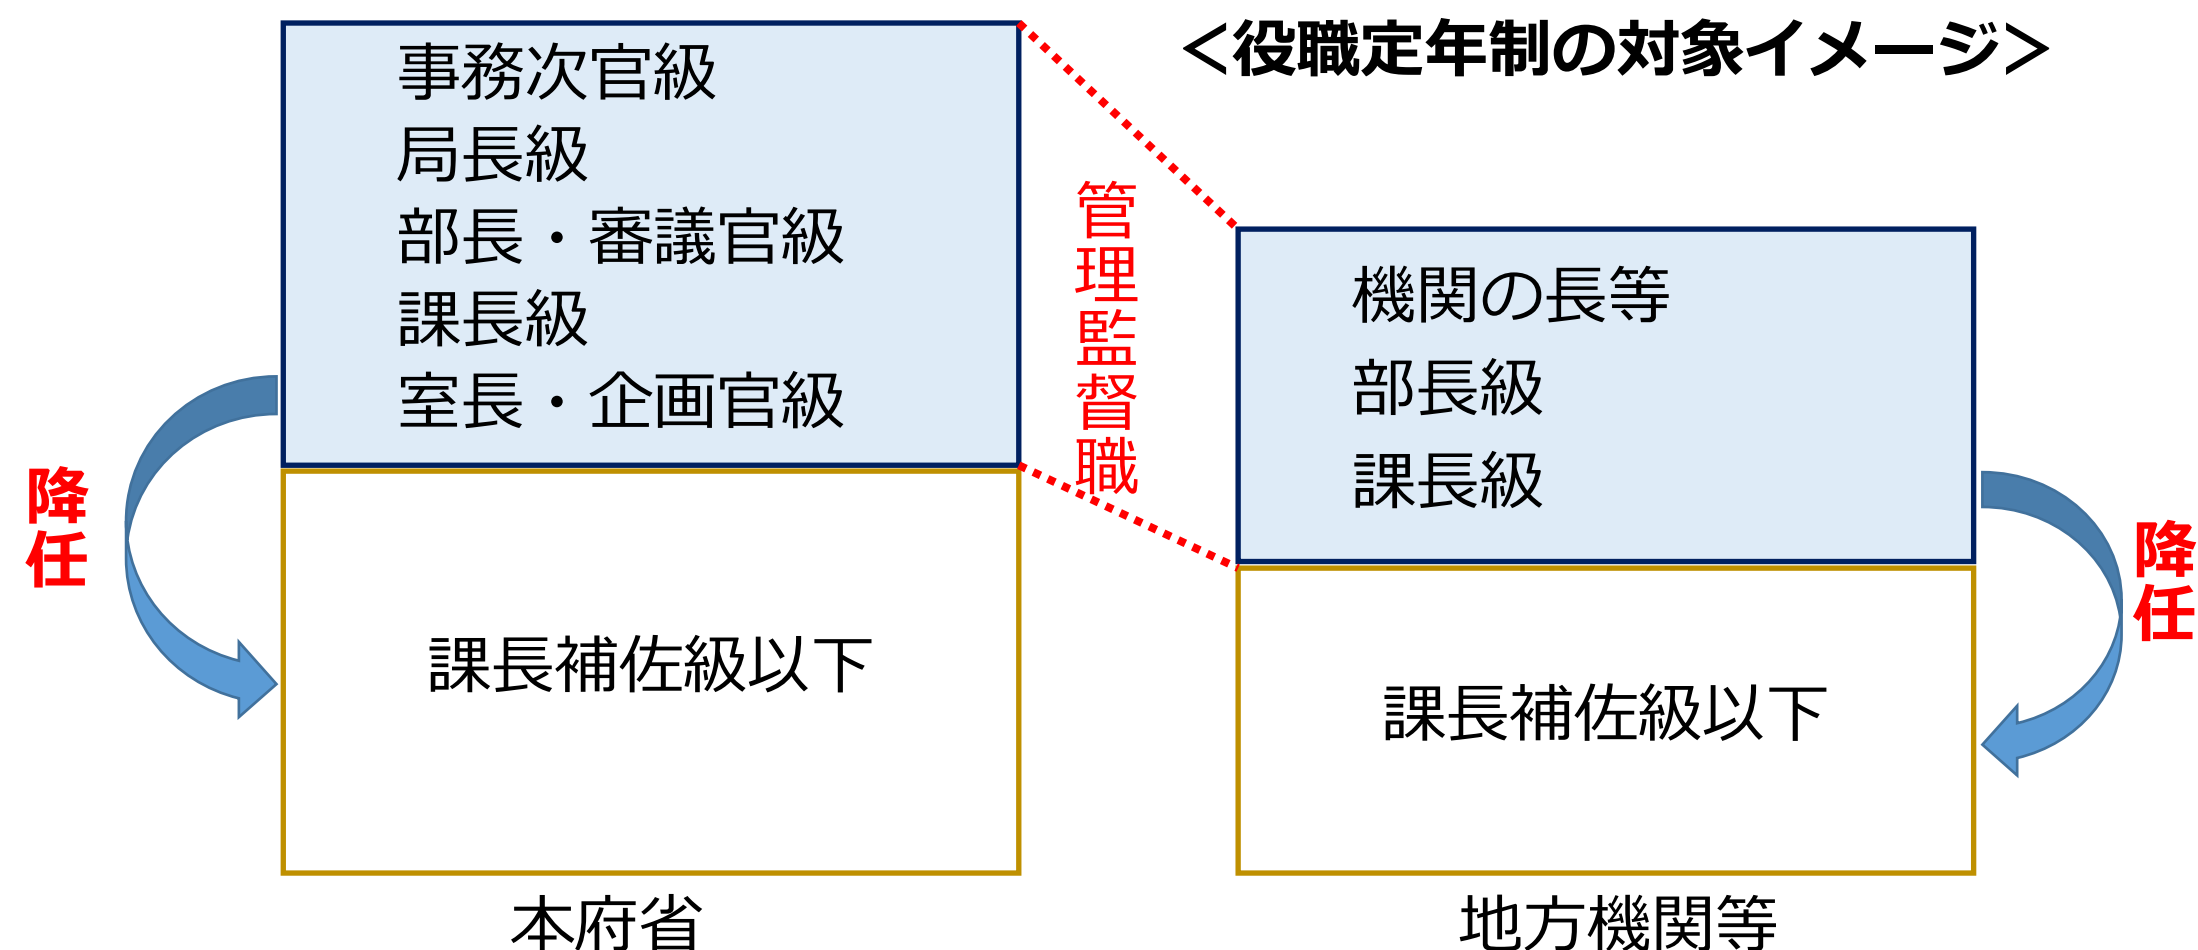 ＜役職定年制の対象イメージ＞
事務次官級
局長級
部長・審議官級
課長級
室長・企画官級
降任
課長補佐級以下
本府省
管理監督職
機関の長等
部長級
課長級
降任
課長補佐級以下
地方機関等